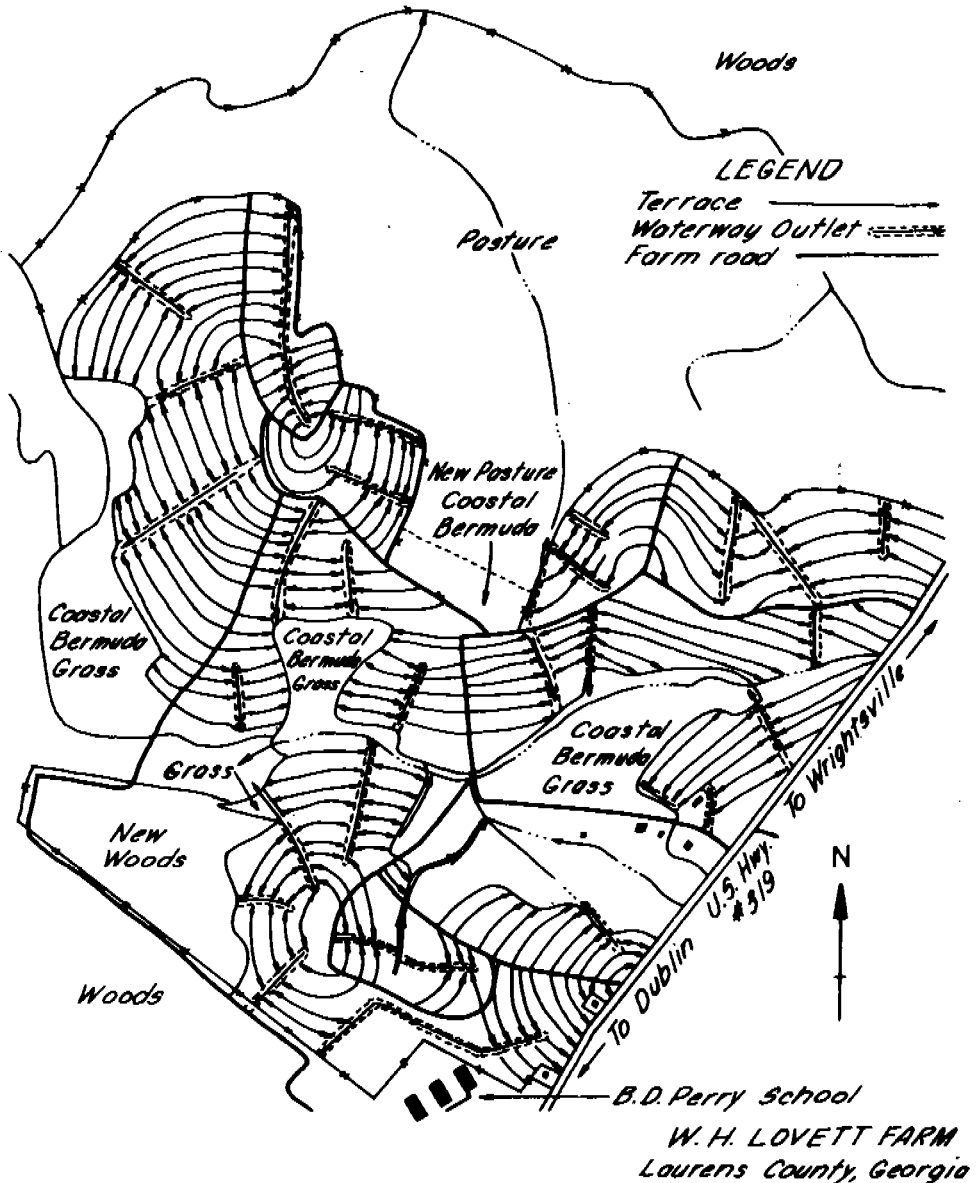 Woods
LEGEND
Terrace
Waterway Outlet
Farm road
Pasture
New Pasture
Coastal
Bermuda
Coastal
Bermuda
Grass
Coastal
Bermuda
Grass
Coastal
Bermuda
Grass
To Wrightsville
Grass
New
Woods
U.S. Hwy.
#319
N
Woods
To Dublin
B.D. Perry School
W. H. LOVETT FARM
Laurens County, Georgia